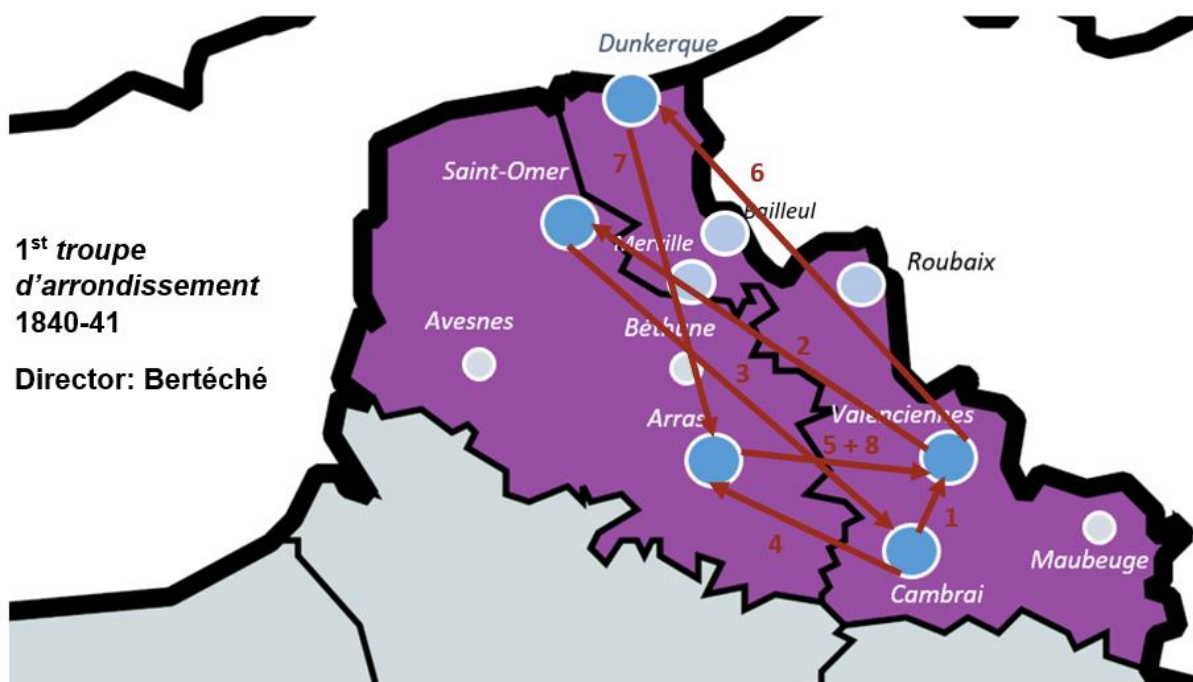 Dunkerque
7
6
Saint-Omer
Bailleul
Merville
Roubaix
1st troupe
d'arrondissement
1840-41
Avesnes
Béthune
2
3
Director: Bertéché
Arras
Valenciennes
5 + 8
1
4
Maubeuge
Cambrai